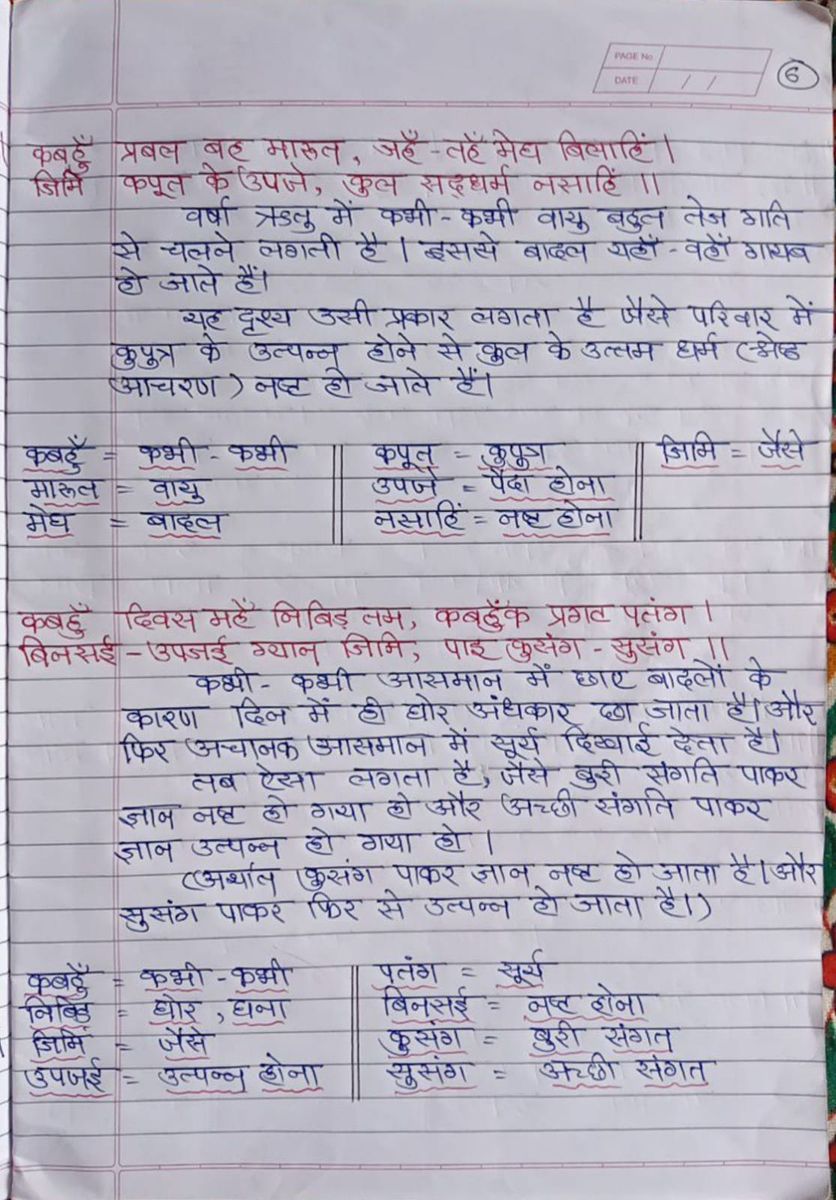 PAGE No
DATE / /
6
कबहुँ प्रबल बह मारुत, जहँ-तहँ मेघ बिलाहिं।
जिमि कपूत के उपजे, कुल सद्धर्म नसाहिं ॥
वर्षा ऋतु में कभी-कभी वायु बहुत तेज गति
से चलने लगती है। इससे बादल यहाँ-वहाँ गायब
हो जाते हैं।
यह दृश्य उसी प्रकार लगता है जैसे परिवार में
कुपुत्र के उत्पन्न होने से कुल के उत्तम धर्म (श्रेष्ठ
आचरण) नष्ट हो जाते हैं।
कबहुँ = कभी-कभी कपूत = कुपुत्र जिमि = जैसे
मारुत = वायु उपजे = पैदा होना
मेघ = बादल नसाहिं = नष्ट होना
कबहुँ दिवस महँ निबिड़ तम, कबहुँक प्रगट पतंग।
बिनसई-उपजई ग्यान जिमि, पाइ कुसंग-सुसंग ॥
कभी-कभी आसमान में छाए बादलों के
कारण दिन में ही घोर अंधकार छा जाता है। और
फिर अचानक आसमान में सूर्य दिखाई देता है।
तब ऐसा लगता है, जैसे बुरी संगति पाकर
ज्ञान नष्ट हो गया हो और अच्छी संगति पाकर
ज्ञान उत्पन्न हो गया हो।
(अर्थात कुसंग पाकर ज्ञान नष्ट हो जाता है। और
सुसंग पाकर फिर से उत्पन्न हो जाता है।)
कबहुँ = कभी-कभी पतंग = सूर्य
निबिड़ = घोर, घना बिनसई = नष्ट होना
जिमि = जैसे कुसंग = बुरी संगत
उपजई = उत्पन्न होना सुसंग = अच्छी संगत